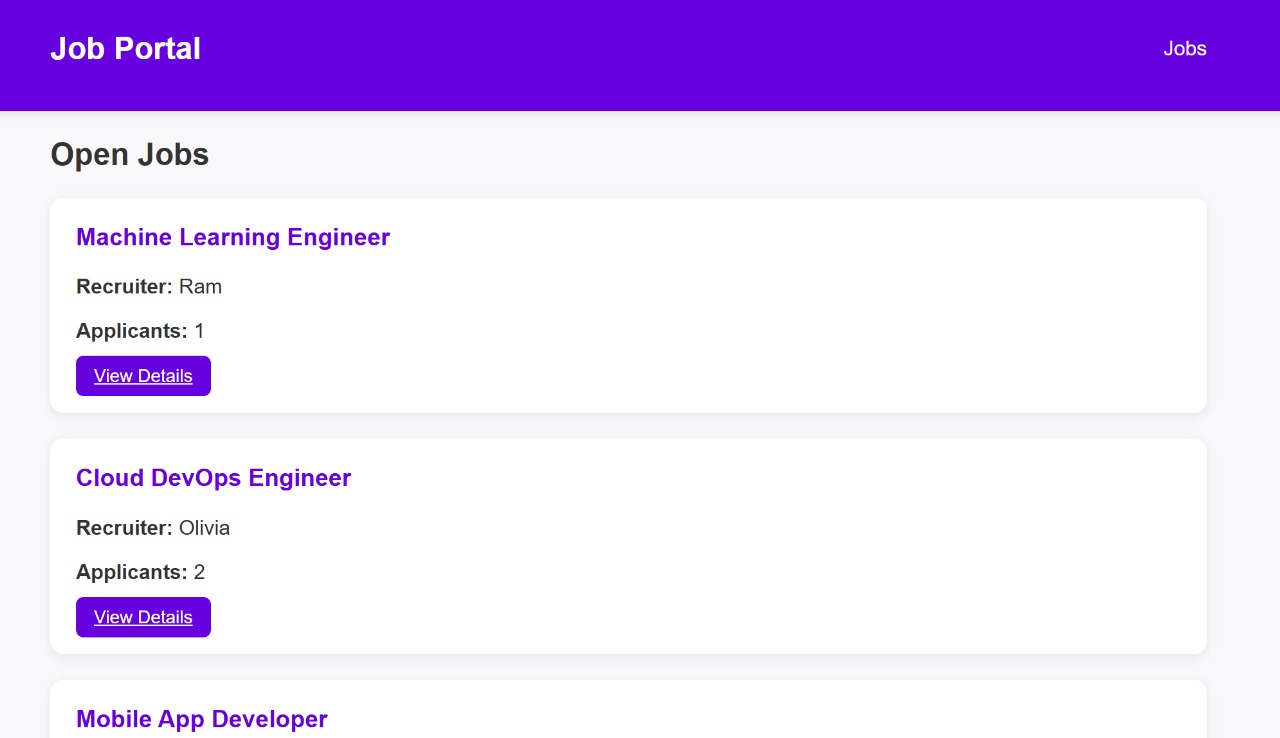 Job Portal
Jobs
Open Jobs
Machine Learning Engineer
Recruiter: Ram
Applicants: 1
View Details
Cloud DevOps Engineer
Recruiter: Olivia
Applicants: 2
View Details
Mobile App Developer